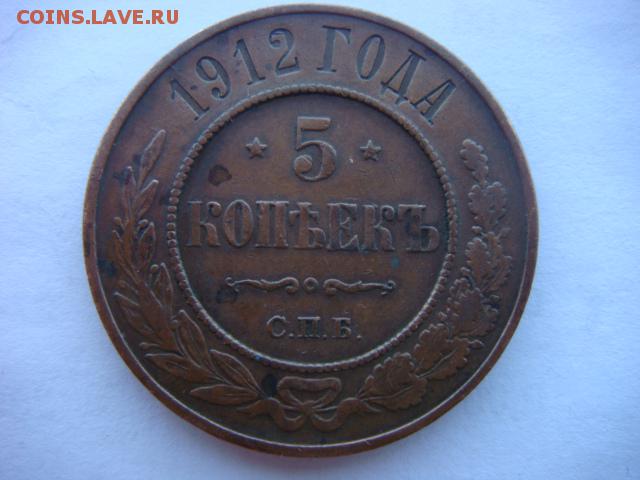 COINS.LAVE.RU
1912 ГОДА
5
КОПѢЕКЪ
С.П.Б.